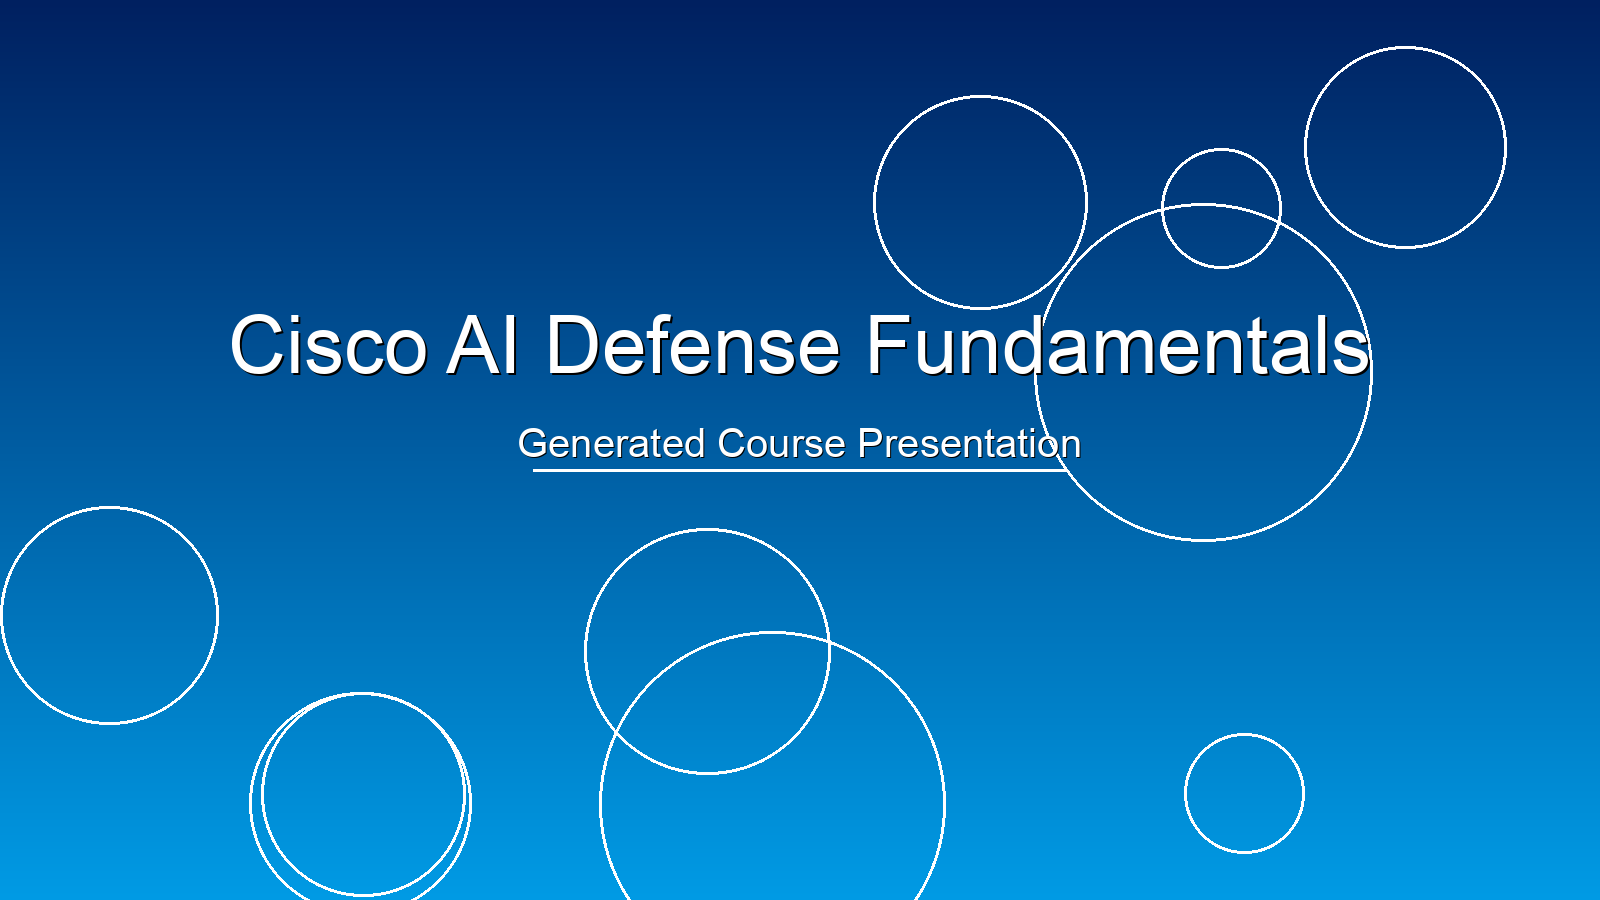 Cisco AI Defense Fundamentals
Generated Course Presentation